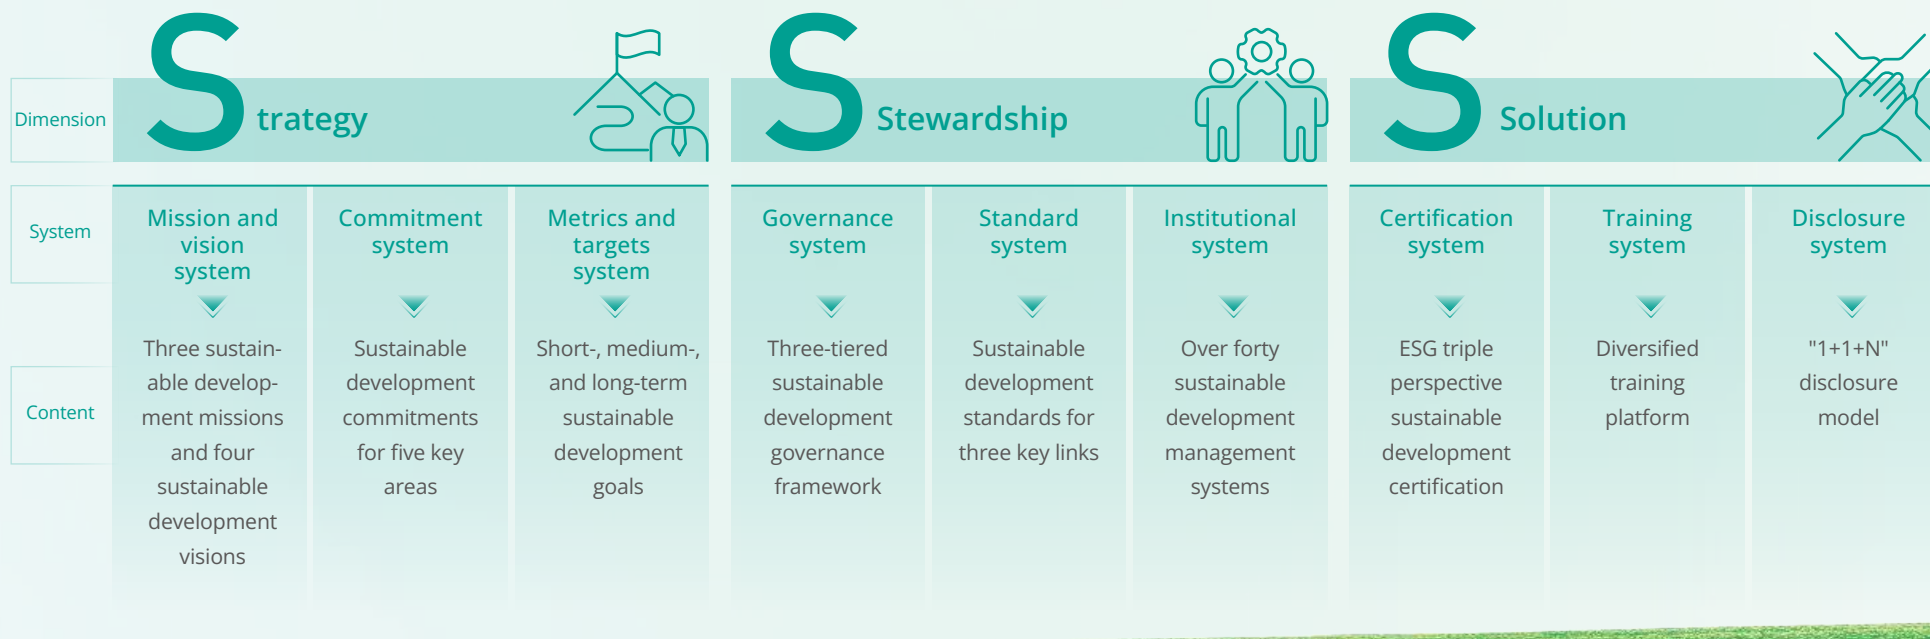 Dimension
Strategy
S Stewardship
S Solution
System
Mission and
vision
system
Commitment
system
Metrics and
targets
system
Governance
system
Standard
system
Institutional
system
Certification
system
Training
system
Disclosure
system
Content
Three sustain-
able develop-
ment missions
and four
sustainable
development
visions
Sustainable
development
commitments
for five key
areas
Short-, medium-,
and long-term
sustainable
development
goals
Three-tiered
sustainable
development
governance
framework
Sustainable
development
standards for
three key links
Over forty
sustainable
development
management
systems
ESG triple
perspective
sustainable
development
certification
Diversified
training
platform
"1+1+N"
disclosure
model